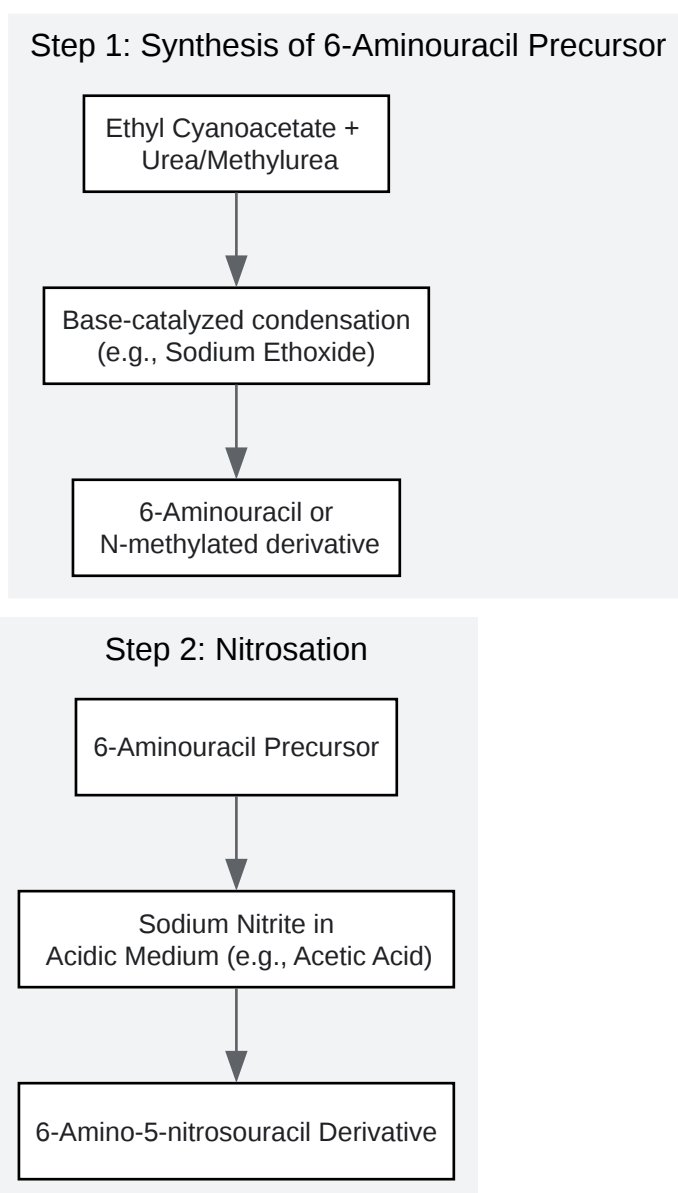 Step 1: Synthesis of 6-Aminouracil Precursor
Ethyl Cyanoacetate +
Urea/Methylurea
Base-catalyzed condensation
(e.g., Sodium Ethoxide)
6-Aminouracil or
N-methylated derivative
Step 2: Nitrosation
6-Aminouracil Precursor
Sodium Nitrite in
Acidic Medium (e.g., Acetic Acid)
6-Amino-5-nitrosouracil Derivative